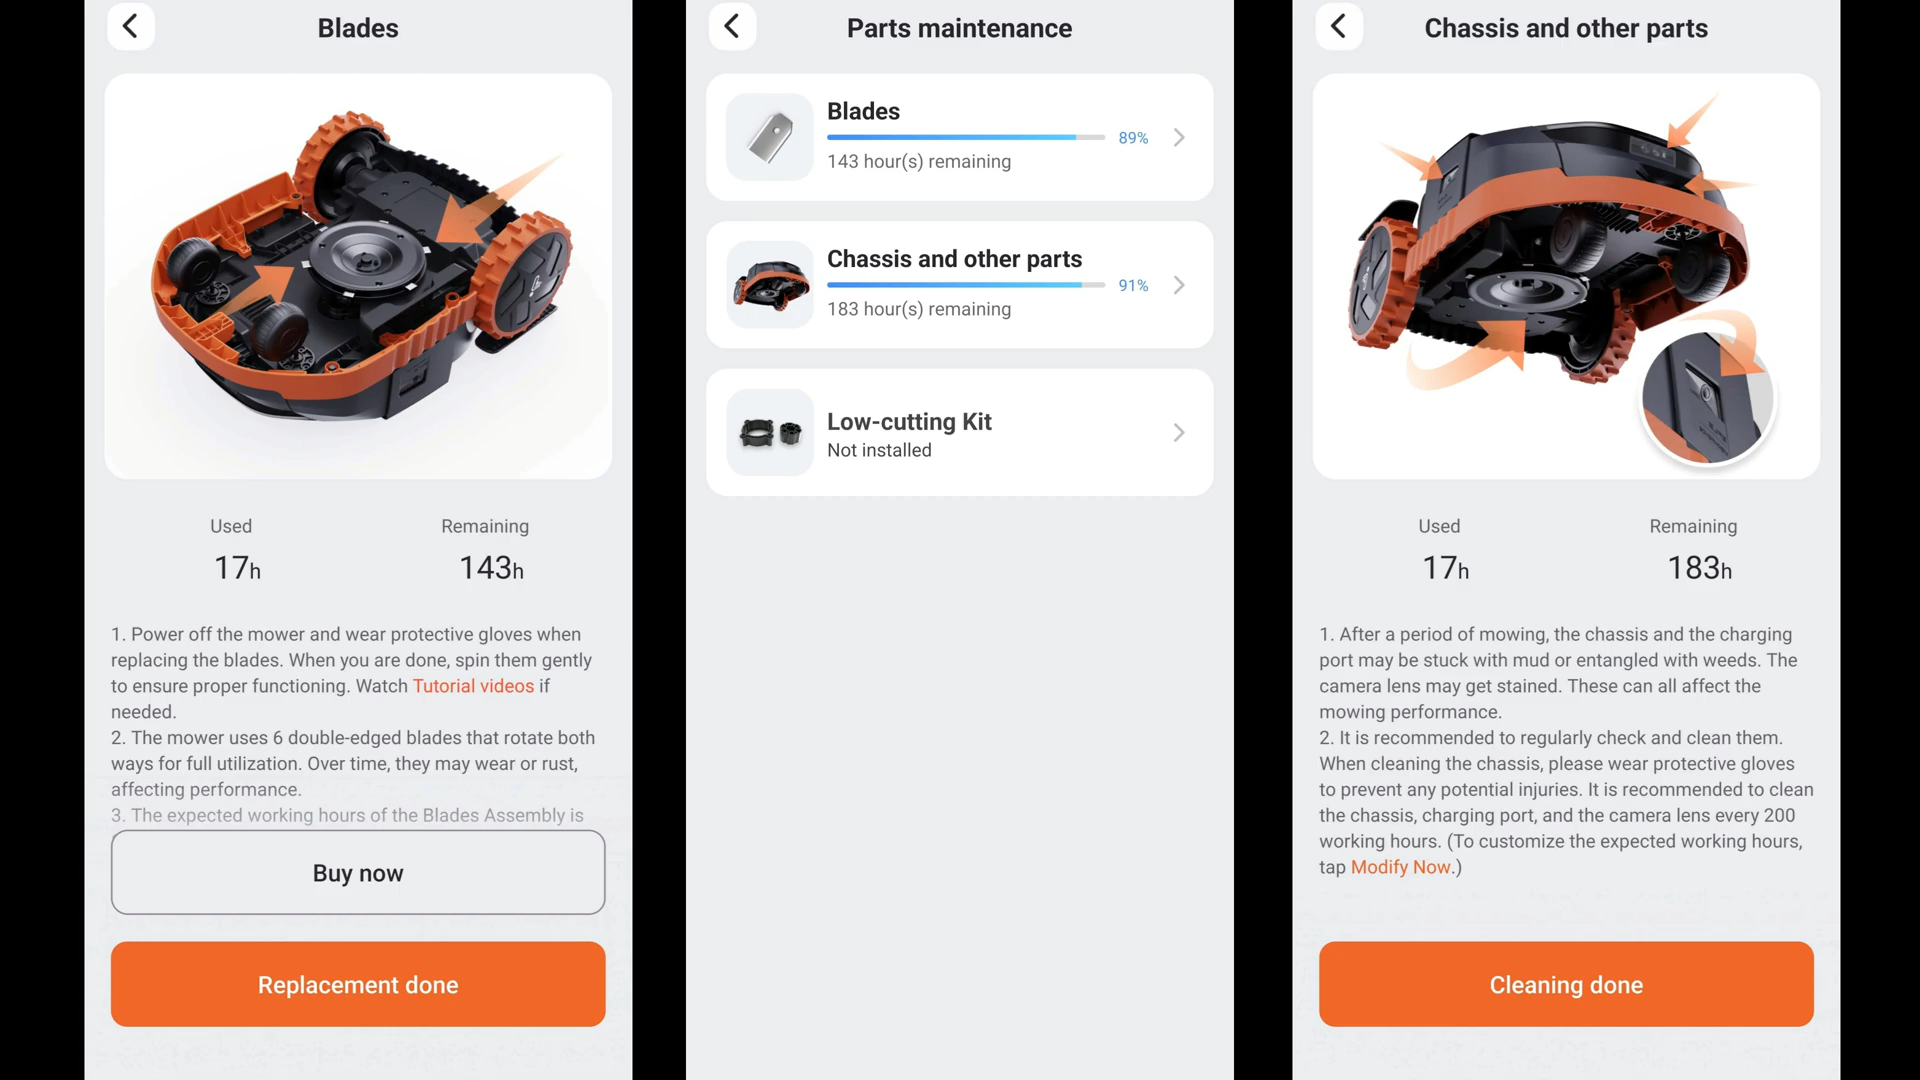 Blades
Used
Remaining
17h
143h
1. Power off the mower and wear protective gloves when
replacing the blades. When you are done, spin them gently
to ensure proper functioning. Watch Tutorial videos if
needed.
2. The mower uses 6 double-edged blades that rotate both
ways for full utilization. Over time, they may wear or rust,
affecting performance.
3. The expected working hours of the Blades Assembly is
Buy now
Replacement done
Parts maintenance
Blades
89%
143 hour(s) remaining
Chassis and other parts
91%
183 hour(s) remaining
Low-cutting Kit
Not installed
Chassis and other parts
Used
Remaining
17h
183h
1. After a period of mowing, the chassis and the charging
port may be stuck with mud or entangled with weeds. The
camera lens may get stained. These can all affect the
mowing performance.
2. It is recommended to regularly check and clean them.
When cleaning the chassis, please wear protective gloves
to prevent any potential injuries. It is recommended to clean
the chassis, charging port, and the camera lens every 200
working hours. (To customize the expected working hours,
tap Modify Now.)
Cleaning done